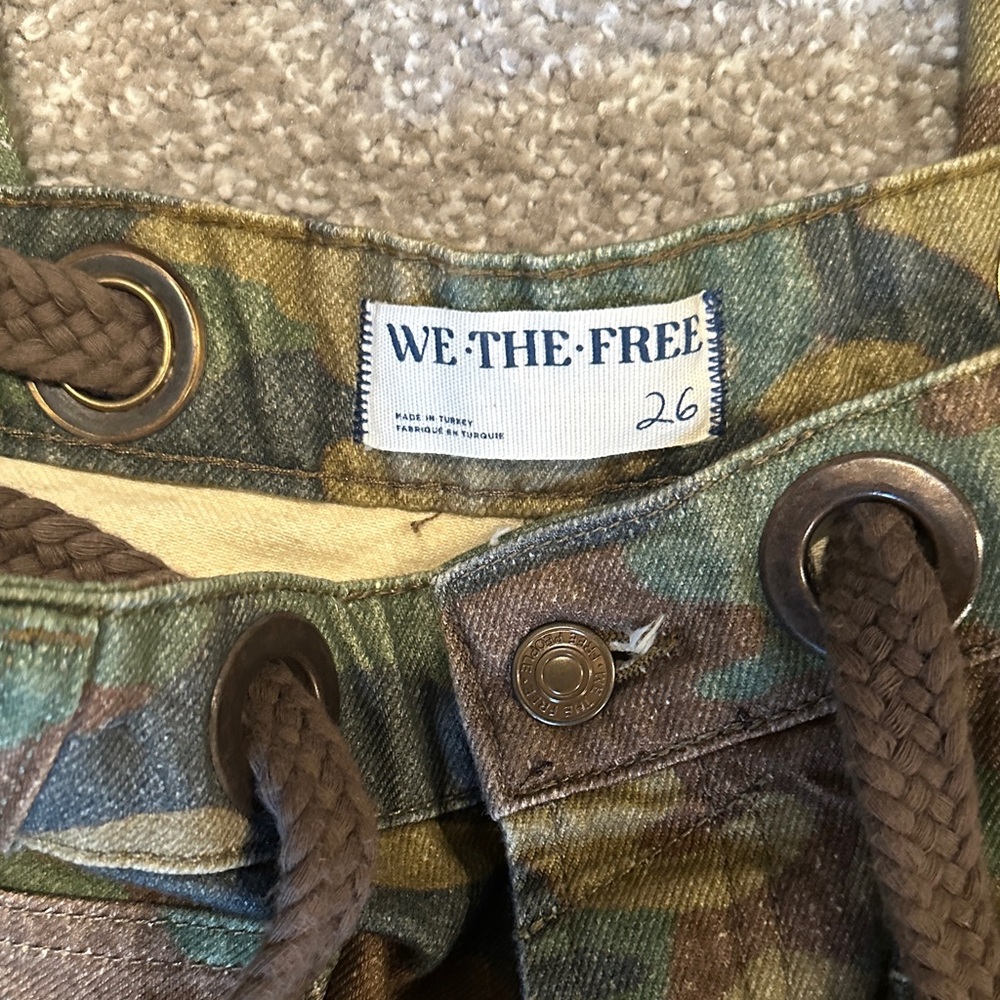 WE·THE·FREE
26
MADE IN TURKEY
FABRIQUÉ EN TURQUIE